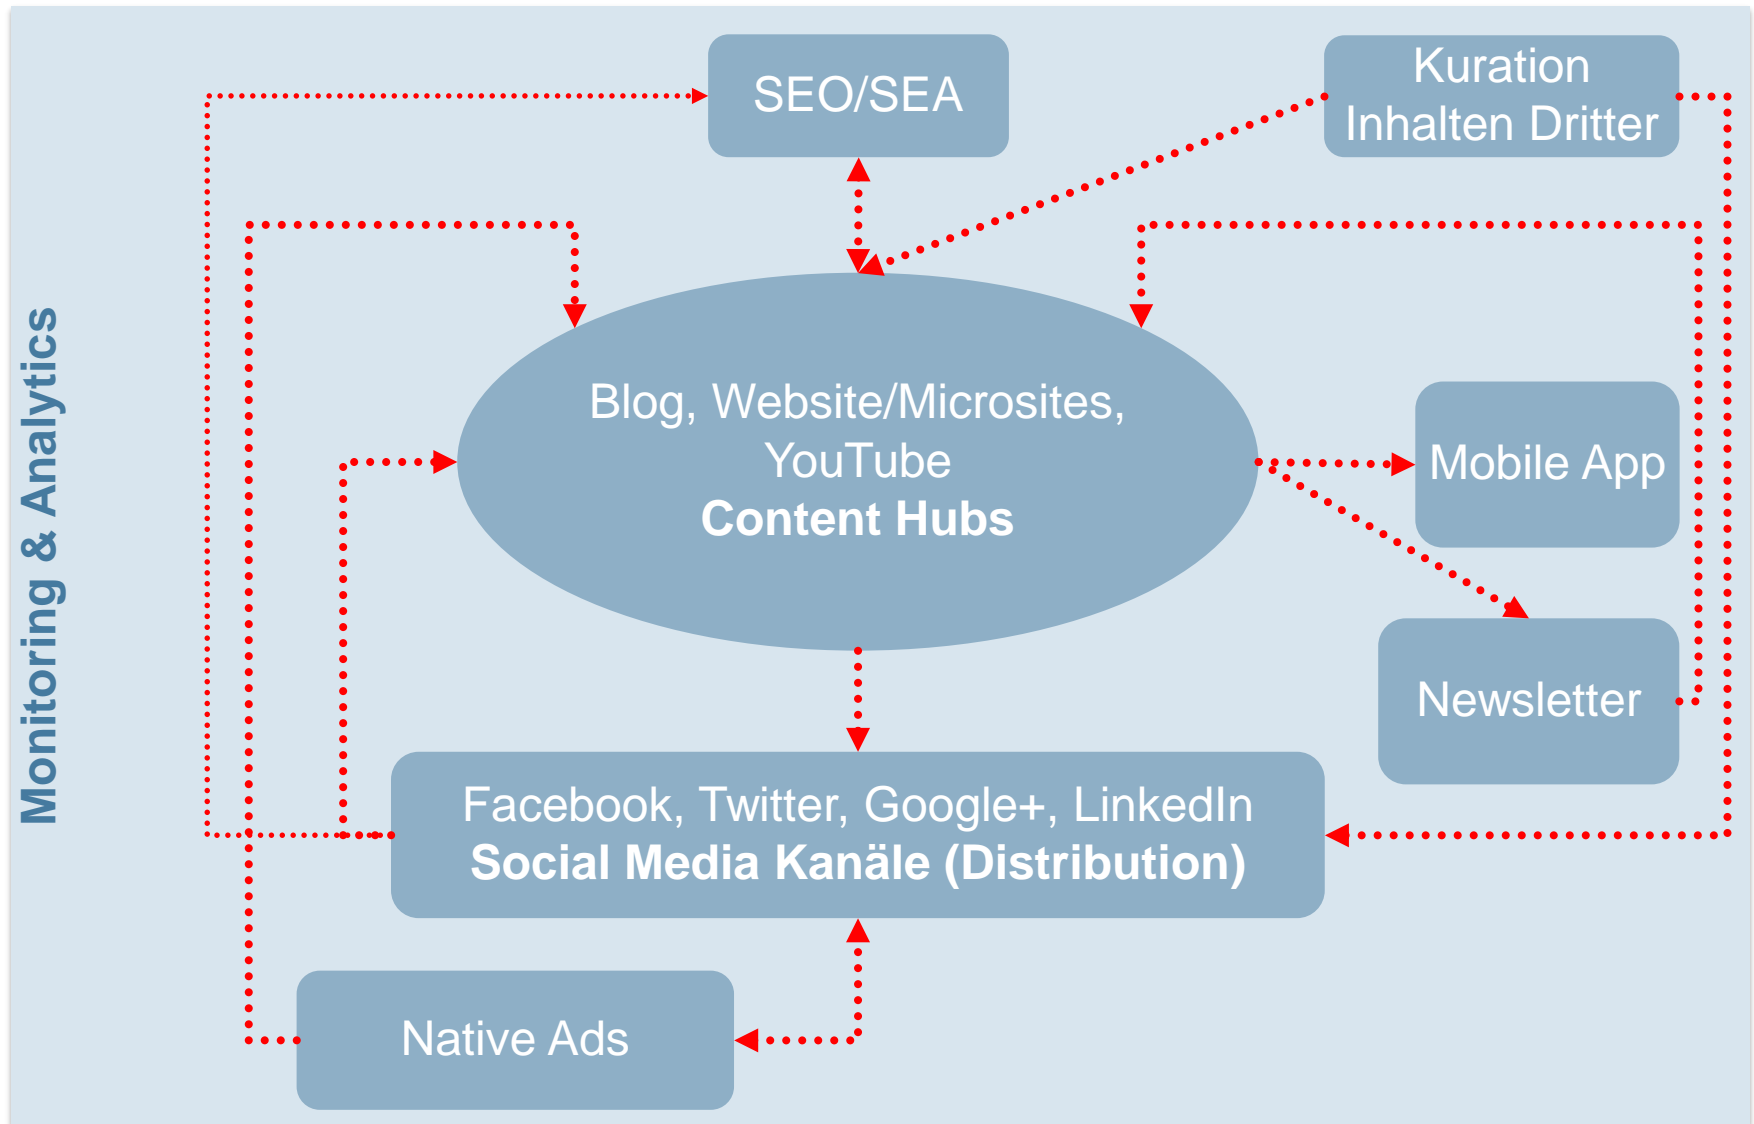 SEO/SEA
Kuration
Inhalten Dritter
Monitoring & Analytics
Blog, Website/Microsites,
YouTube
Content Hubs
Mobile App
Newsletter
Facebook, Twitter, Google+, LinkedIn
Social Media Kanäle (Distribution)
Native Ads